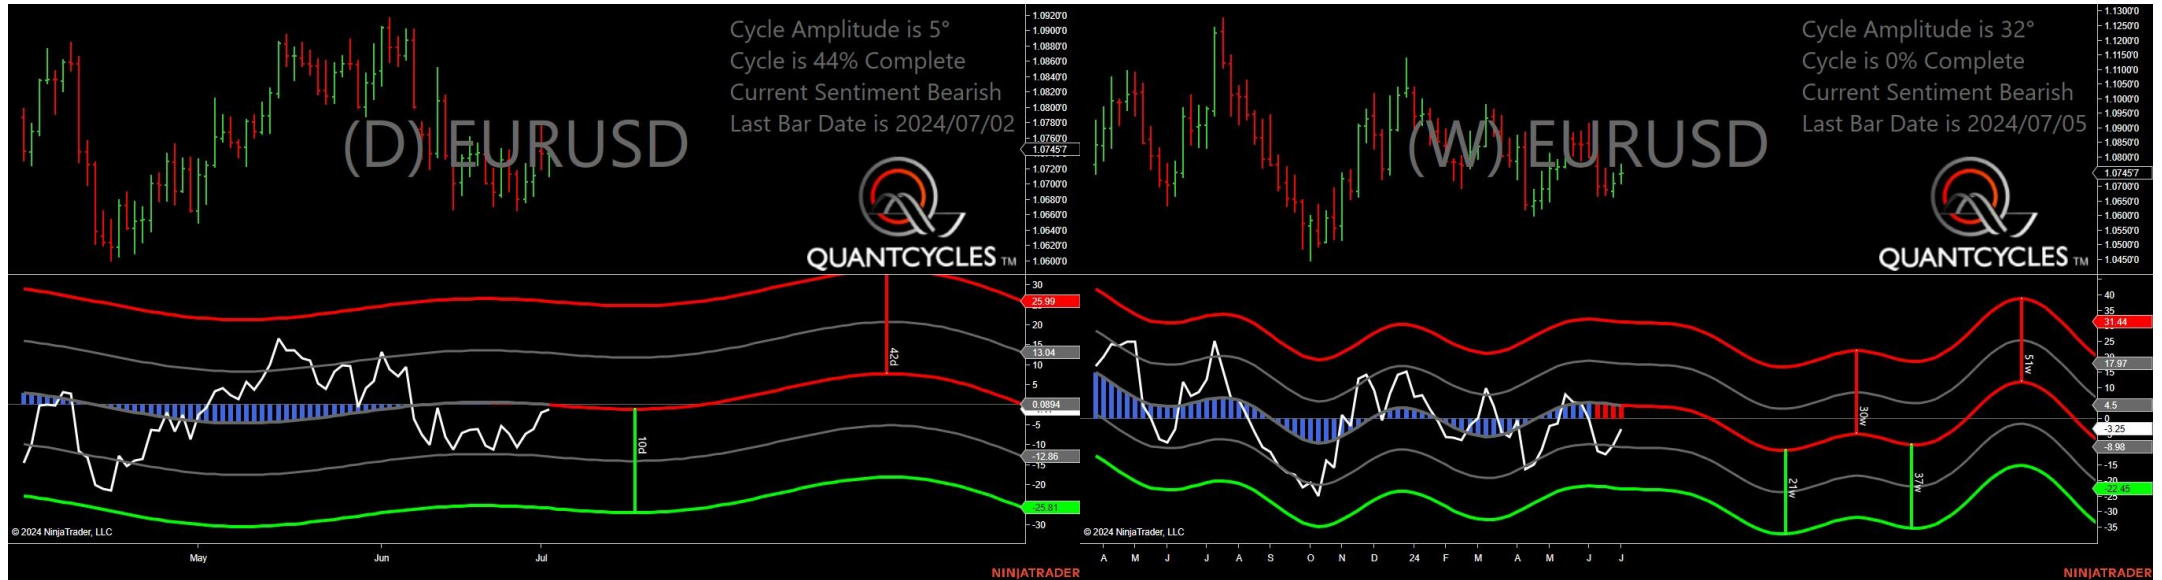 Cycle Amplitude is 5°
Cycle is 44% Complete
Current Sentiment Bearish
Last Bar Date is 2024/07/02
(D) EURUSD
QUANTCYCLES TM
1.0920'0
1.0900'0
1.0880'0
1.0860'0
1.0840'0
1.0820'0
1.0800'0
1.0780'0
1.0760'0
1.0745'7
1.0720'0
1.0700'0
1.0680'0
1.0660'0
1.0640'0
1.0620'0
1.0600'0
30
25.99
20
15
13.04
10
5
0.0894
-5
-10
-12.86
-15
-20
-25.81
-30
42d
10d
© 2024 NinjaTrader, LLC
May
Jun
Jul
NINJATRADER
Cycle Amplitude is 32°
Cycle is 0% Complete
Current Sentiment Bearish
Last Bar Date is 2024/07/05
(W) EURUSD
QUANTCYCLES TM
1.1300'0
1.1250'0
1.1200'0
1.1150'0
1.1100'0
1.1050'0
1.1000'0
1.0950'0
1.0900'0
1.0850'0
1.0800'0
1.0745'7
1.0700'0
1.0650'0
1.0600'0
1.0550'0
1.0500'0
1.0450'0
40
35
31.44
25
17.97
15
10
4.5
0
-3.25
-8.98
-15
-22.45
-25
-30
-35
30w
51w
21w
37w
© 2024 NinjaTrader, LLC
A M J J A S O N D 24 F M A M J J
NINJATRADER